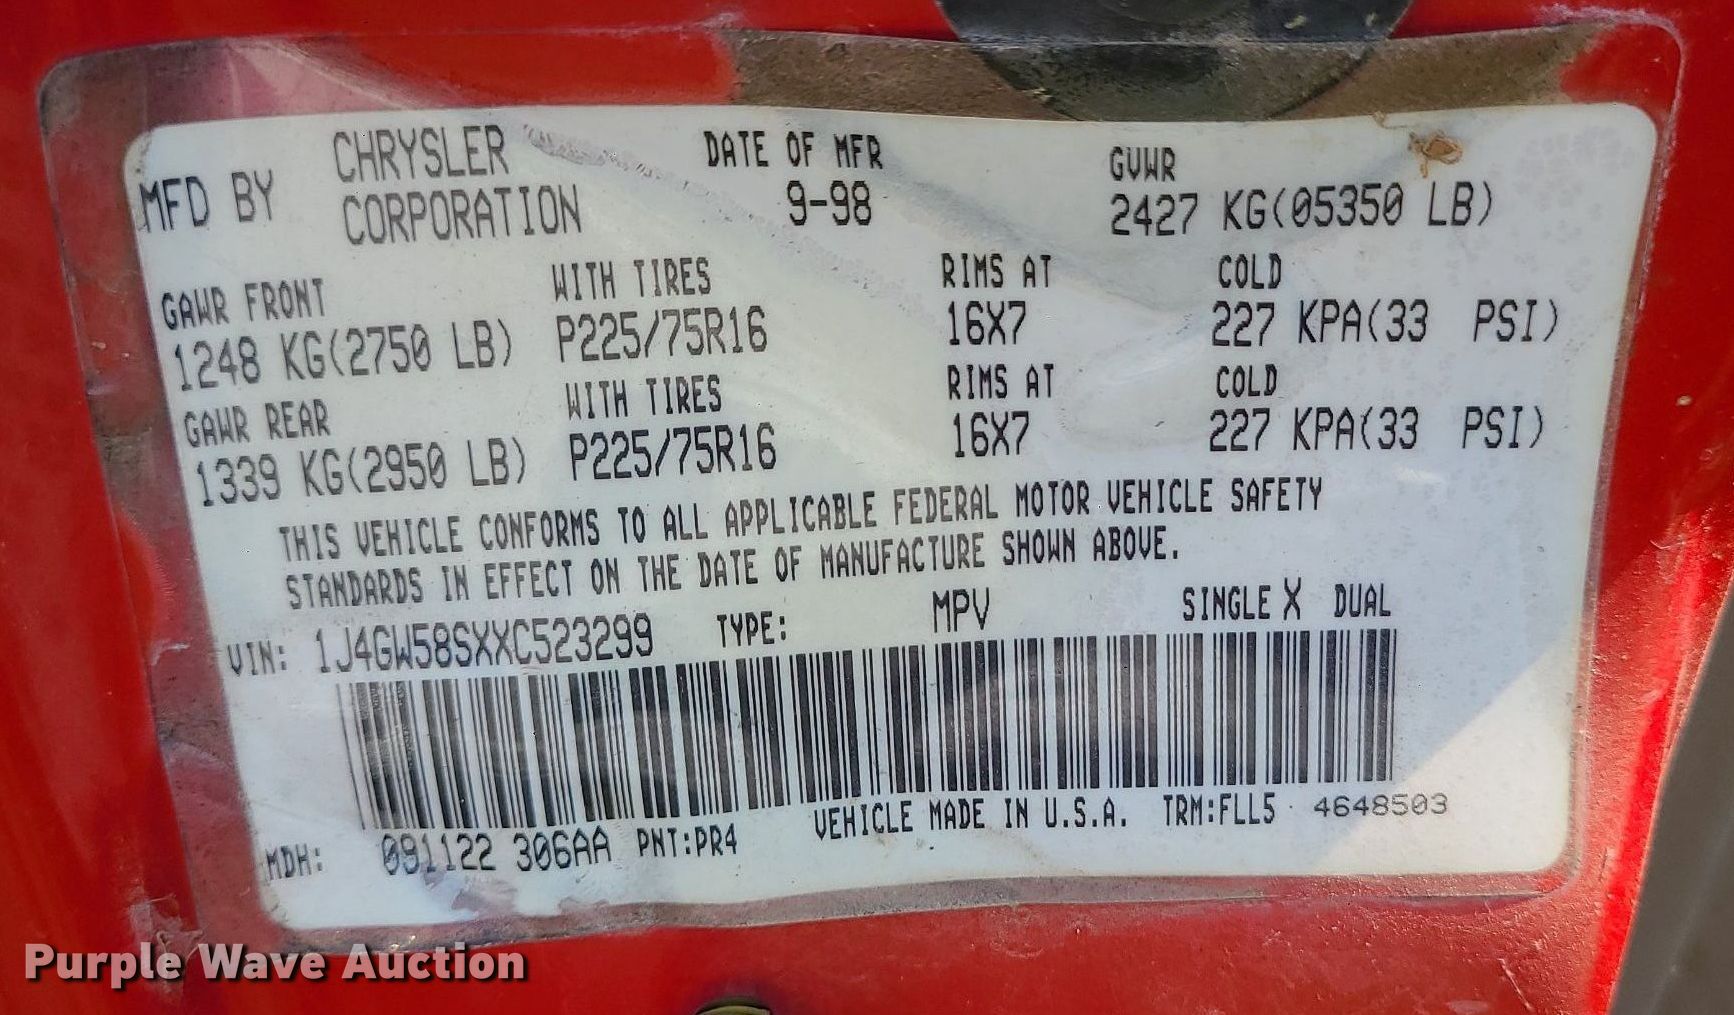 MFD BY CHRYSLER CORPORATION DATE OF MFR 9-98 GVWR 2427 KG(05350 LB)
GAWR FRONT WITH TIRES RIMS AT COLD
1248 KG(2750 LB) P225/75R16 16X7 227 KPA(33 PSI)
GAWR REAR WITH TIRES RIMS AT COLD
1339 KG(2950 LB) P225/75R16 16X7 227 KPA(33 PSI)
THIS VEHICLE CONFORMS TO ALL APPLICABLE FEDERAL MOTOR VEHICLE SAFETY
STANDARDS IN EFFECT ON THE DATE OF MANUFACTURE SHOWN ABOVE.
VIN: 1J4GW58SXXC523299 TYPE: MPV SINGLE X DUAL
MDH: 091122 306AA PNT:PR4 VEHICLE MADE IN U.S.A. TRM:FLL5 4648503
Purple Wave Auction